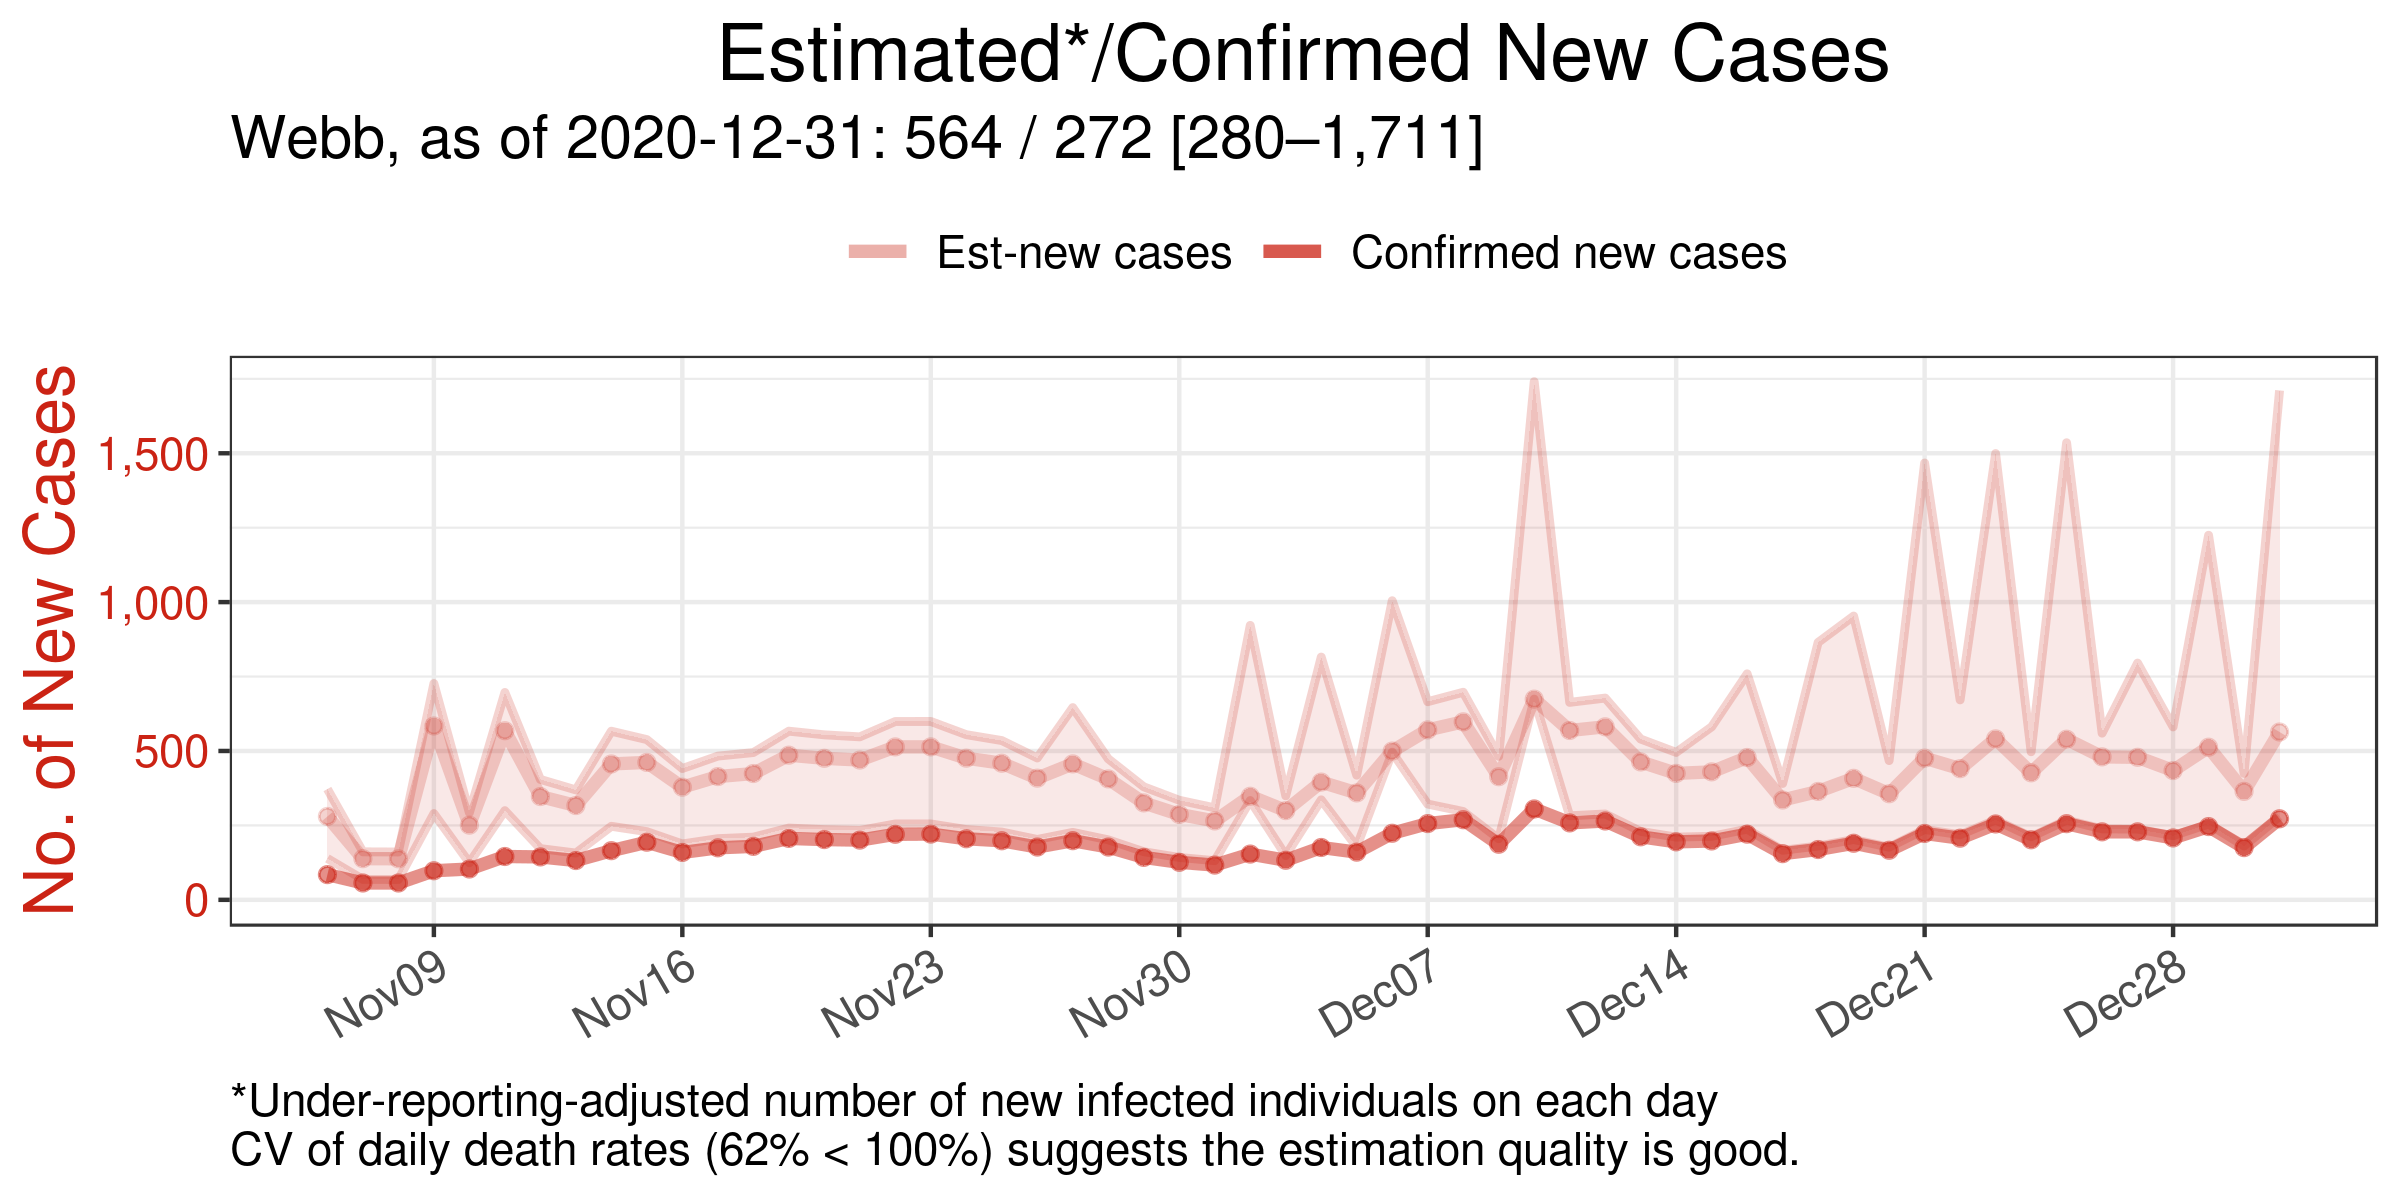 Estimated*/Confirmed New Cases
Webb, as of 2020-12-31: 564 / 272 [280–1,711]
Est-new cases
Confirmed new cases
No. of New Cases
1,500
1,000
500
0
Nov09
Nov16
Nov23
Nov30
Dec07
Dec14
Dec21
Dec28
*Under-reporting-adjusted number of new infected individuals on each day
CV of daily death rates (62% < 100%) suggests the estimation quality is good.